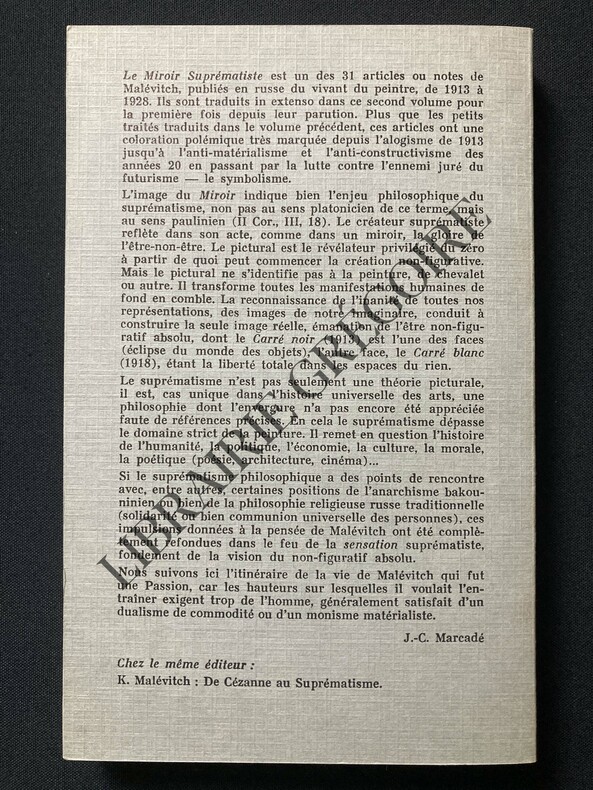 Le Miroir Suprématiste est un des 31 articles ou notes de
Malévitch, publiés en russe du vivant du peintre, de 1913 à
1928. Ils sont traduits in extenso dans ce second volume pour
la première fois depuis leur parution. Plus que les petits
traités traduits dans le volume précédent, ces articles ont une
coloration polémique très marquée depuis l'alogisme de 1913
jusqu'à l'anti-matérialisme et l'anti-constructivisme des
années 20 en passant par la lutte contre l'ennemi juré du
futurisme — le symbolisme.
L'image du Miroir indique bien l'enjeu philosophique du
suprématisme, non pas au sens platonicien de ce terme, mais
au sens paulinien (II Cor., III, 18). Le créateur suprématiste
reflète dans son acte, comme dans un miroir, la gloire de
l'être-non-être. Le pictural est le révélateur privilégié du zéro
à partir de quoi peut commencer la création non-figurative.
Mais le pictural ne s'identifie pas à la peinture, de chevalet
ou autre. Il transforme toutes les manifestations humaines de
fond en comble. La reconnaissance de l'inanité de toutes nos
représentations, des images de notre imaginaire, conduit à
construire la seule image réelle, émanation de l'être non-figu-
ratif absolu, dont le Carré noir (1913) est l'une des faces
(éclipse du monde des objets), l'autre face, le Carré blanc
(1918), étant la liberté totale dans les espaces du rien.
Le suprématisme n'est pas seulement une théorie picturale,
il est, cas unique dans l'histoire universelle des arts, une
philosophie dont l'envergure n'a pas encore été appréciée
faute de références précises. En cela le suprématisme dépasse
le domaine strict de la peinture. Il remet en question l'histoire
de l'humanité, la politique, l'économie, la culture, la morale,
la poétique (poésie, architecture, cinéma)...
Si le suprématisme philosophique a des points de rencontre
avec, entre autres, certaines positions de l'anarchisme bakou-
ninien ou bien de la philosophie religieuse russe traditionnelle
(solidarité ou bien communion universelle des personnes), ces
impulsions données à la pensée de Malévitch ont été complè-
tement refondues dans le feu de la sensation suprématiste,
fondement de la vision du non-figuratif absolu.
Nous suivons ici l'itinéraire de la vie de Malévitch qui fut
une Passion, car les hauteurs sur lesquelles il voulait l'en-
traîner exigent trop de l'homme, généralement satisfait d'un
dualisme de commodité ou d'un monisme matérialiste.
J.-C. Marcadé
Chez le même éditeur :
K. Malévitch : De Cézanne au Suprématisme.
LIBRAIRIE GREGOIRE